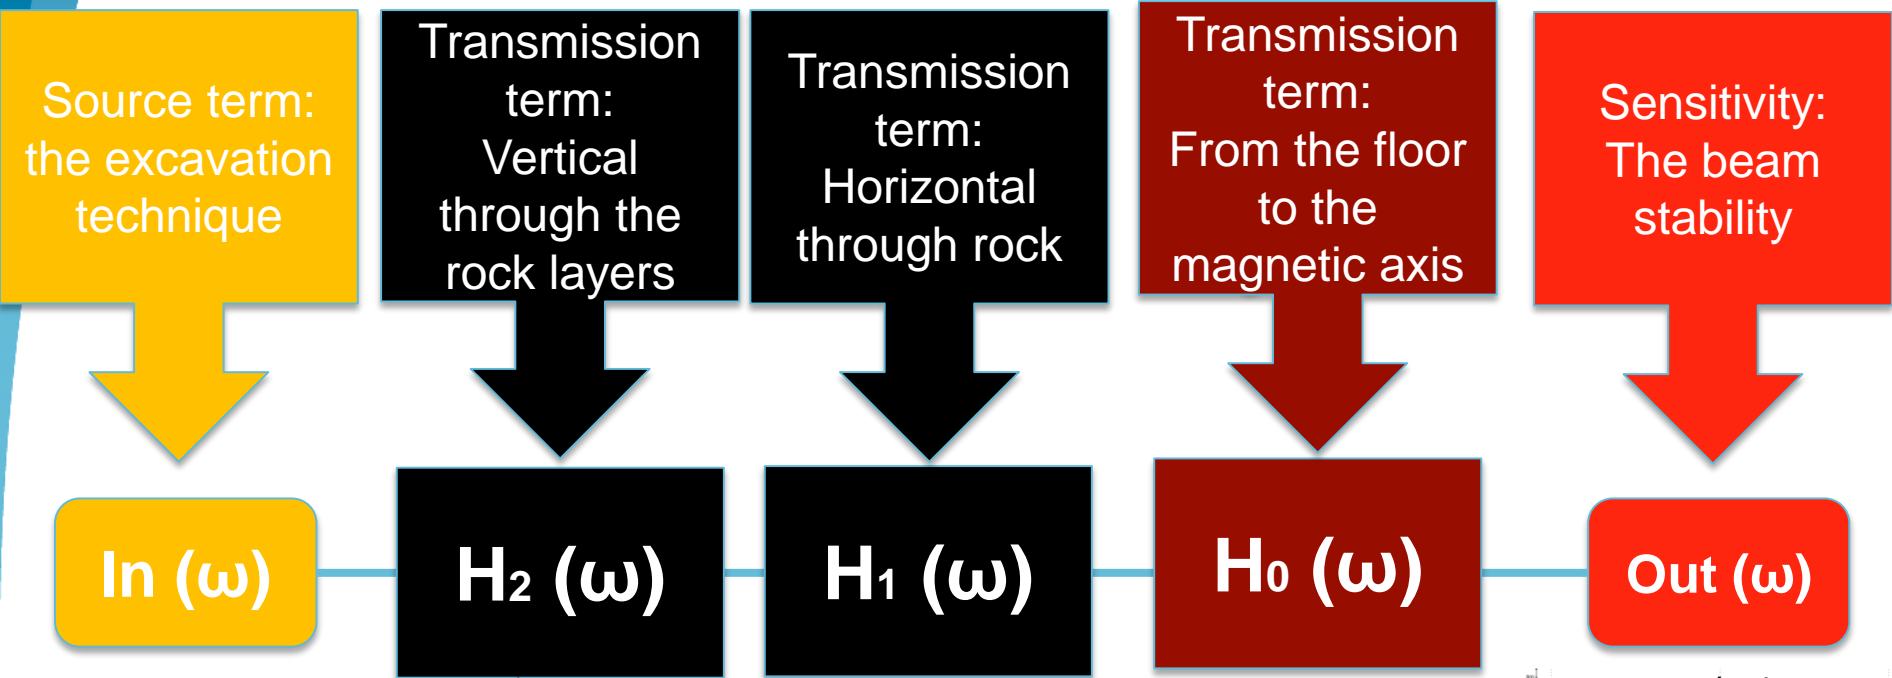 Source term:
the excavation
technique
Transmission
term:
Vertical
through the
rock layers
Transmission
term:
Horizontal
through rock
Transmission
term:
From the floor
to the
magnetic axis
Sensitivity:
The beam
stability
In (ω)
H₂ (ω)
H₁ (ω)
H₀ (ω)
Out (ω)